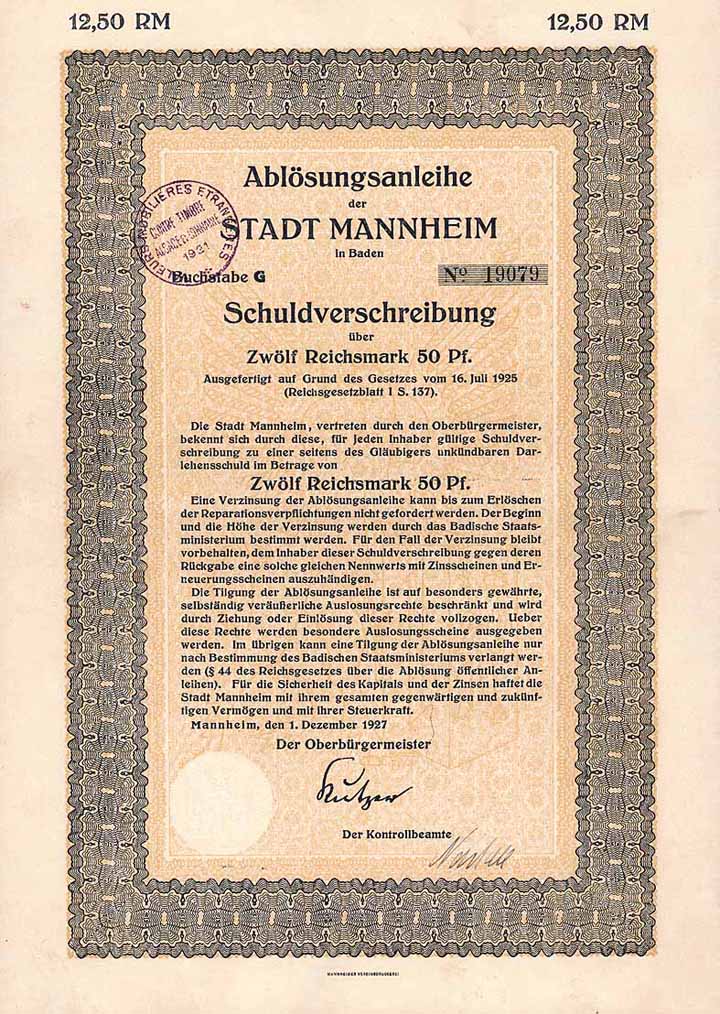 12,50 RM
12,50 RM
Ablösungsanleihe
der
STADT MANNHEIM
in Baden
MOBILIÈRES ETRANGÈRES
CONTRE TIMBRE
ALSACE-LORRAINE
1921
Buchstabe G
No 19079
Schuldverschreibung
über
Zwölf Reichsmark 50 Pf.
Ausgefertigt auf Grund des Gesetzes vom 16. Juli 1925
(Reichsgesetzblatt I S. 137).
Die Stadt Mannheim, vertreten durch den Oberbürgermeister,
bekennt sich durch diese, für jeden Inhaber gültige Schuldver-
schreibung zu einer seitens des Gläubigers unkündbaren Dar-
lehensschuld im Betrage von
Zwölf Reichsmark 50 Pf.
Eine Verzinsung der Ablösungsanleihe kann bis zum Erlöschen
der Reparationsverpflichtungen nicht gefordert werden. Der Beginn
und die Höhe der Verzinsung werden durch das Badische Staats-
ministerium bestimmt werden. Für den Fall der Verzinsung bleibt
vorbehalten, dem Inhaber dieser Schuldverschreibung gegen deren
Rückgabe eine solche gleichen Nennwerts mit Zinsscheinen und Er-
neuerungsscheinen auszuhändigen.
Die Tilgung der Ablösungsanleihe ist auf besonders gewährte,
selbständig veräußerliche Auslosungsrechte beschränkt und wird
durch Ziehung oder Einlösung dieser Rechte vollzogen. Ueber
diese Rechte werden besondere Auslosungsscheine ausgegeben
werden. Im übrigen kann eine Tilgung der Ablösungsanleihe nur
nach Bestimmung des Badischen Staatsministeriums verlangt wer-
den (§ 44 des Reichsgesetzes über die Ablösung öffentlicher An-
leihen). Für die Sicherheit des Kapitals und der Zinsen haftet die
Stadt Mannheim mit ihrem gesamten gegenwärtigen und zukünf-
tigen Vermögen und mit ihrer Steuerkraft.
Mannheim, den 1. Dezember 1927
Der Oberbürgermeister
Kutzer
Der Kontrollbeamte
MANNHEIMER VEREINSDRUCKEREI